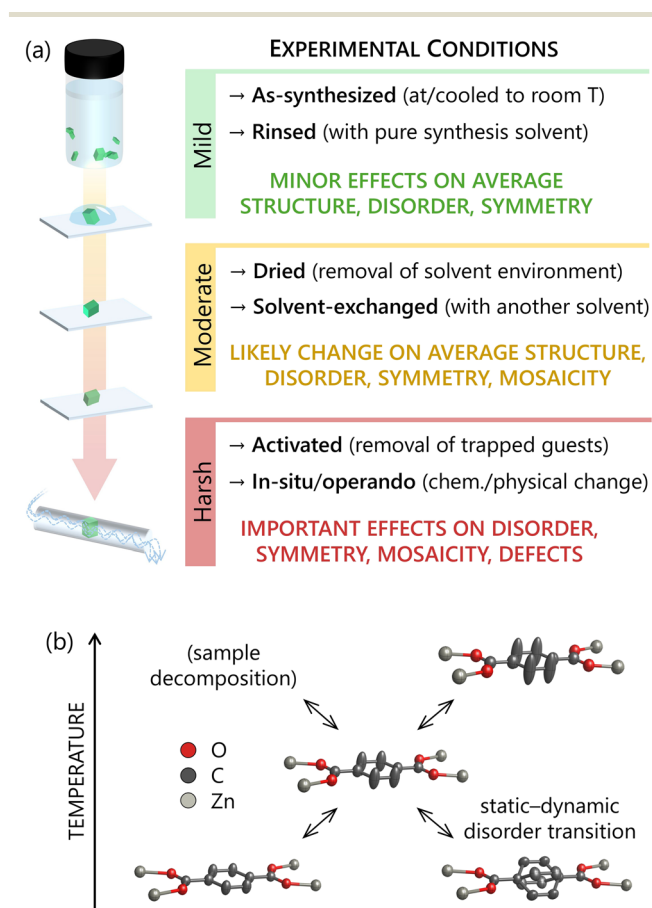 (a)
EXPERIMENTAL CONDITIONS
Mild
→ As-synthesized (at/cooled to room T)
→ Rinsed (with pure synthesis solvent)
MINOR EFFECTS ON AVERAGE
STRUCTURE, DISORDER, SYMMETRY
Moderate
→ Dried (removal of solvent environment)
→ Solvent-exchanged (with another solvent)
LIKELY CHANGE ON AVERAGE STRUCTURE,
DISORDER, SYMMETRY, MOSAICITY
Harsh
→ Activated (removal of trapped guests)
→ In-situ/operando (chem./physical change)
IMPORTANT EFFECTS ON DISORDER,
SYMMETRY, MOSAICITY, DEFECTS
(b)
TEMPERATURE
(sample
decomposition)
O
C
Zn
static–dynamic
disorder transition